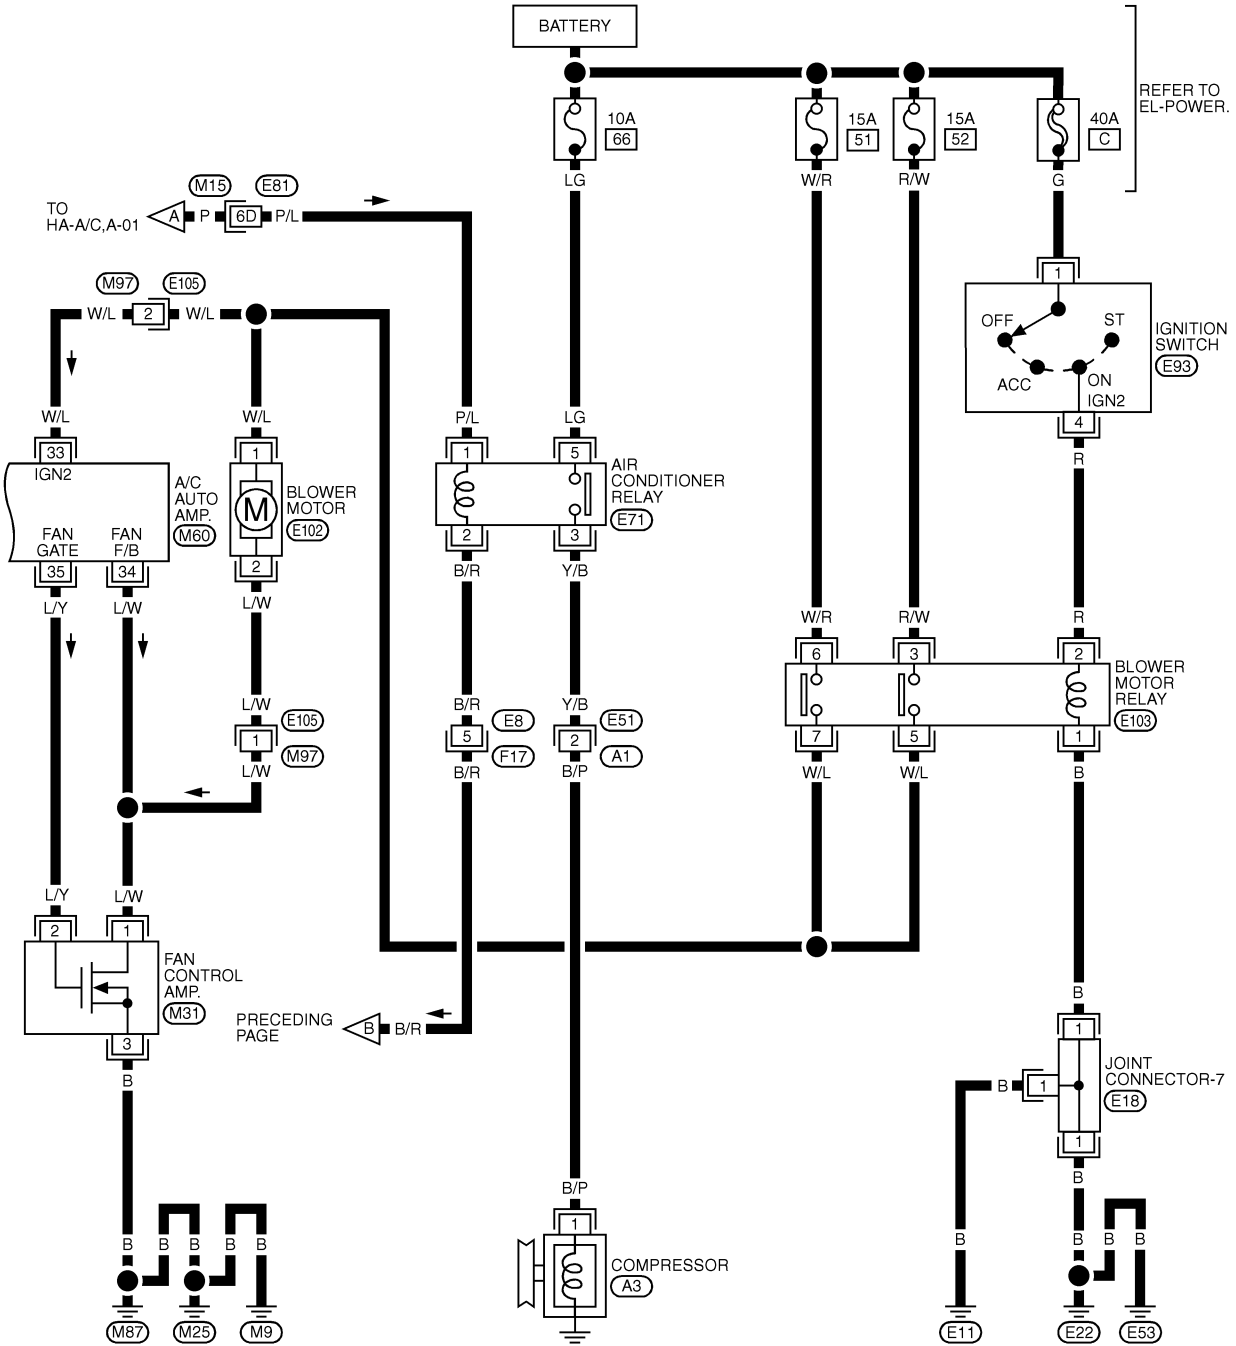 BATTERY
REFER TO
EL-POWER.
10A
66
15A
51
15A
52
40A
C
LG
W/R
R/W
G
M15
E81
TO
HA-A/C,A-01
A
P
6D
P/L
M97
E105
W/L
2
W/L
1
OFF
ST
ACC
ON
IGN2
4
IGNITION
SWITCH
E93
R
W/L
W/L
P/L
LG
33
IGN2
1
1
5
A/C
AUTO
AMP.
M60
M
BLOWER
MOTOR
E102
AIR
CONDITIONER
RELAY
E71
FAN
GATE
FAN
F/B
35
34
2
2
3
L/Y
L/W
L/W
B/R
Y/B
W/R
R/W
R
6
3
2
BLOWER
MOTOR
RELAY
E103
7
5
1
W/L
W/L
B
L/W
E105
1
M97
L/W
B/R
E8
5
F17
B/R
Y/B
E51
2
A1
B/P
L/Y
L/W
2
1
FAN
CONTROL
AMP.
M31
3
B
PRECEDING
PAGE
B
B/R
B
1
JOINT
CONNECTOR-7
E18
B
1
1
B
B/P
1
COMPRESSOR
A3
B
B
B
B
B
B
B
B
B
M87
M25
M9
E11
E22
E53